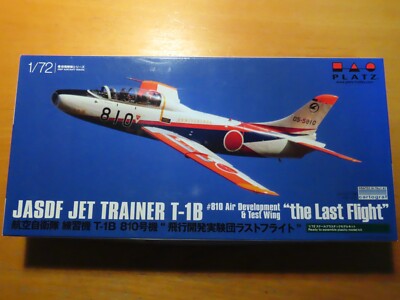 1/72
PLATZ
810
05-5810
JASDF JET TRAINER T-1B #810 Air Development & Test Wing "the Last Flight"
航空自衛隊 練習機 T-1B 810号機 " 飛行開発実験団ラストフライト"